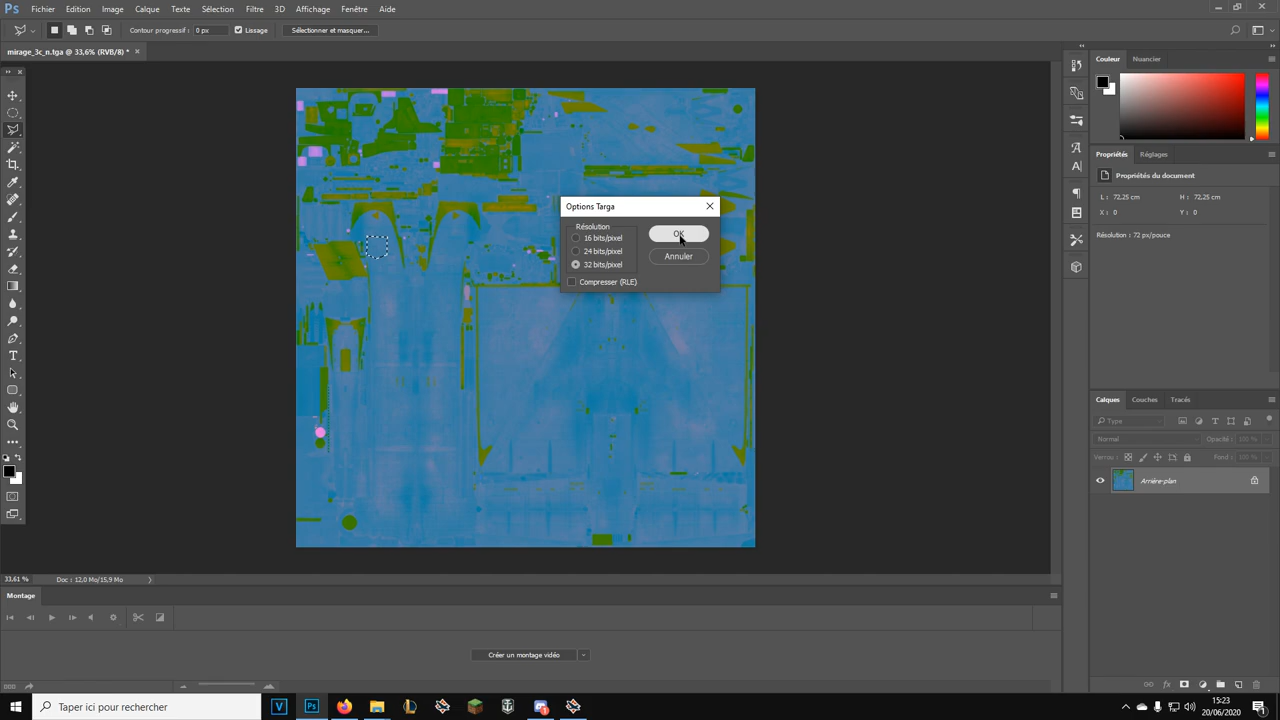 Ps Fichier Edition Image Calque Texte Sélection Filtre 3D Affichage Fenêtre Aide
Contour progressif : 0 px Lissage Sélectionner et masquer...
mirage_3c_n.tga @ 33,6% (RVB/8) * ×
Couleur Nuancier
Propriétés Réglages
Propriétés du document
L : 72,25 cm H : 72,25 cm
X : 0 Y : 0
Résolution : 72 px/pouce
Options Targa
Résolution
16 bits/pixel
24 bits/pixel
32 bits/pixel
Compresser (RLE)
OK
Annuler
Calques Couches Tracés
Type
Normal Opacité : 100 %
Verrou : Fond : 100 %
Arrière-plan
33,61 % Doc : 12,0 Mo/15,9 Mo
Montage
Créer un montage vidéo
Taper ici pour rechercher
15:23
20/06/2020